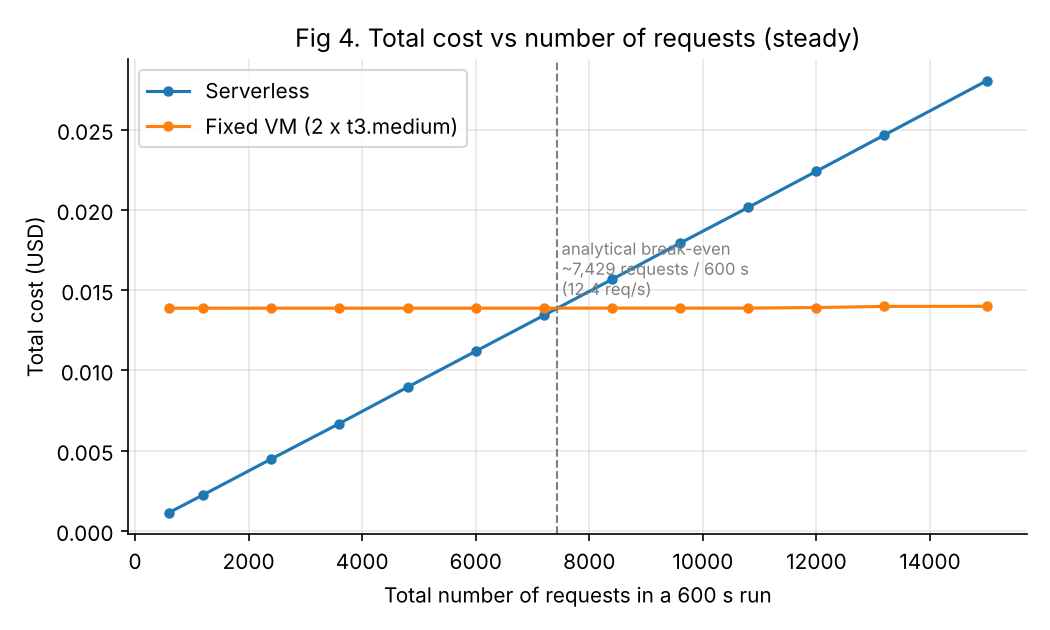 Fig 4. Total cost vs number of requests (steady)
Serverless
Fixed VM (2 x t3.medium)
0.025
0.020
0.015
0.010
0.005
0.000
Total cost (USD)
analytical break-even
~7,429 requests / 600 s
(12.4 req/s)
0 2000 4000 6000 8000 10000 12000 14000
Total number of requests in a 600 s run